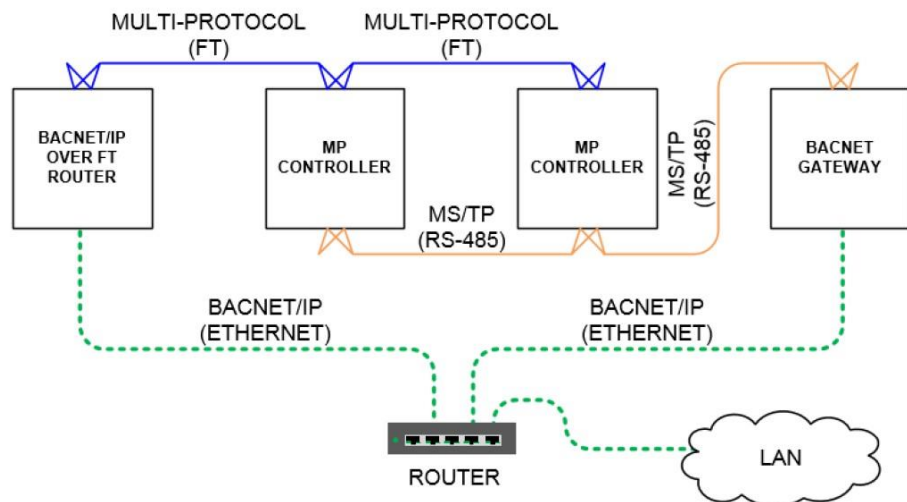 MULTI-PROTOCOL
(FT)
MULTI-PROTOCOL
(FT)
BACNET/IP
OVER FT
ROUTER
MP
CONTROLLER
MP
CONTROLLER
MS/TP
(RS-485)
BACNET
GATEWAY
MS/TP
(RS-485)
BACNET/IP
(ETHERNET)
BACNET/IP
(ETHERNET)
ROUTER
LAN